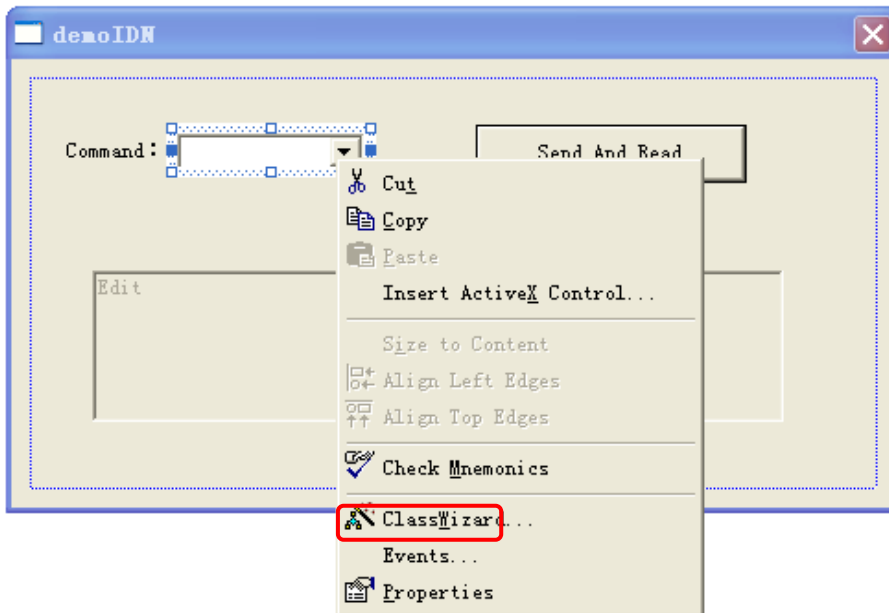 demoIDN
Command:
Send And Read
Edit
Cut
Copy
Paste
Insert ActiveX Control...
Size to Content
Align Left Edges
Align Top Edges
Check Mnemonics
ClassWizard...
Events...
Properties